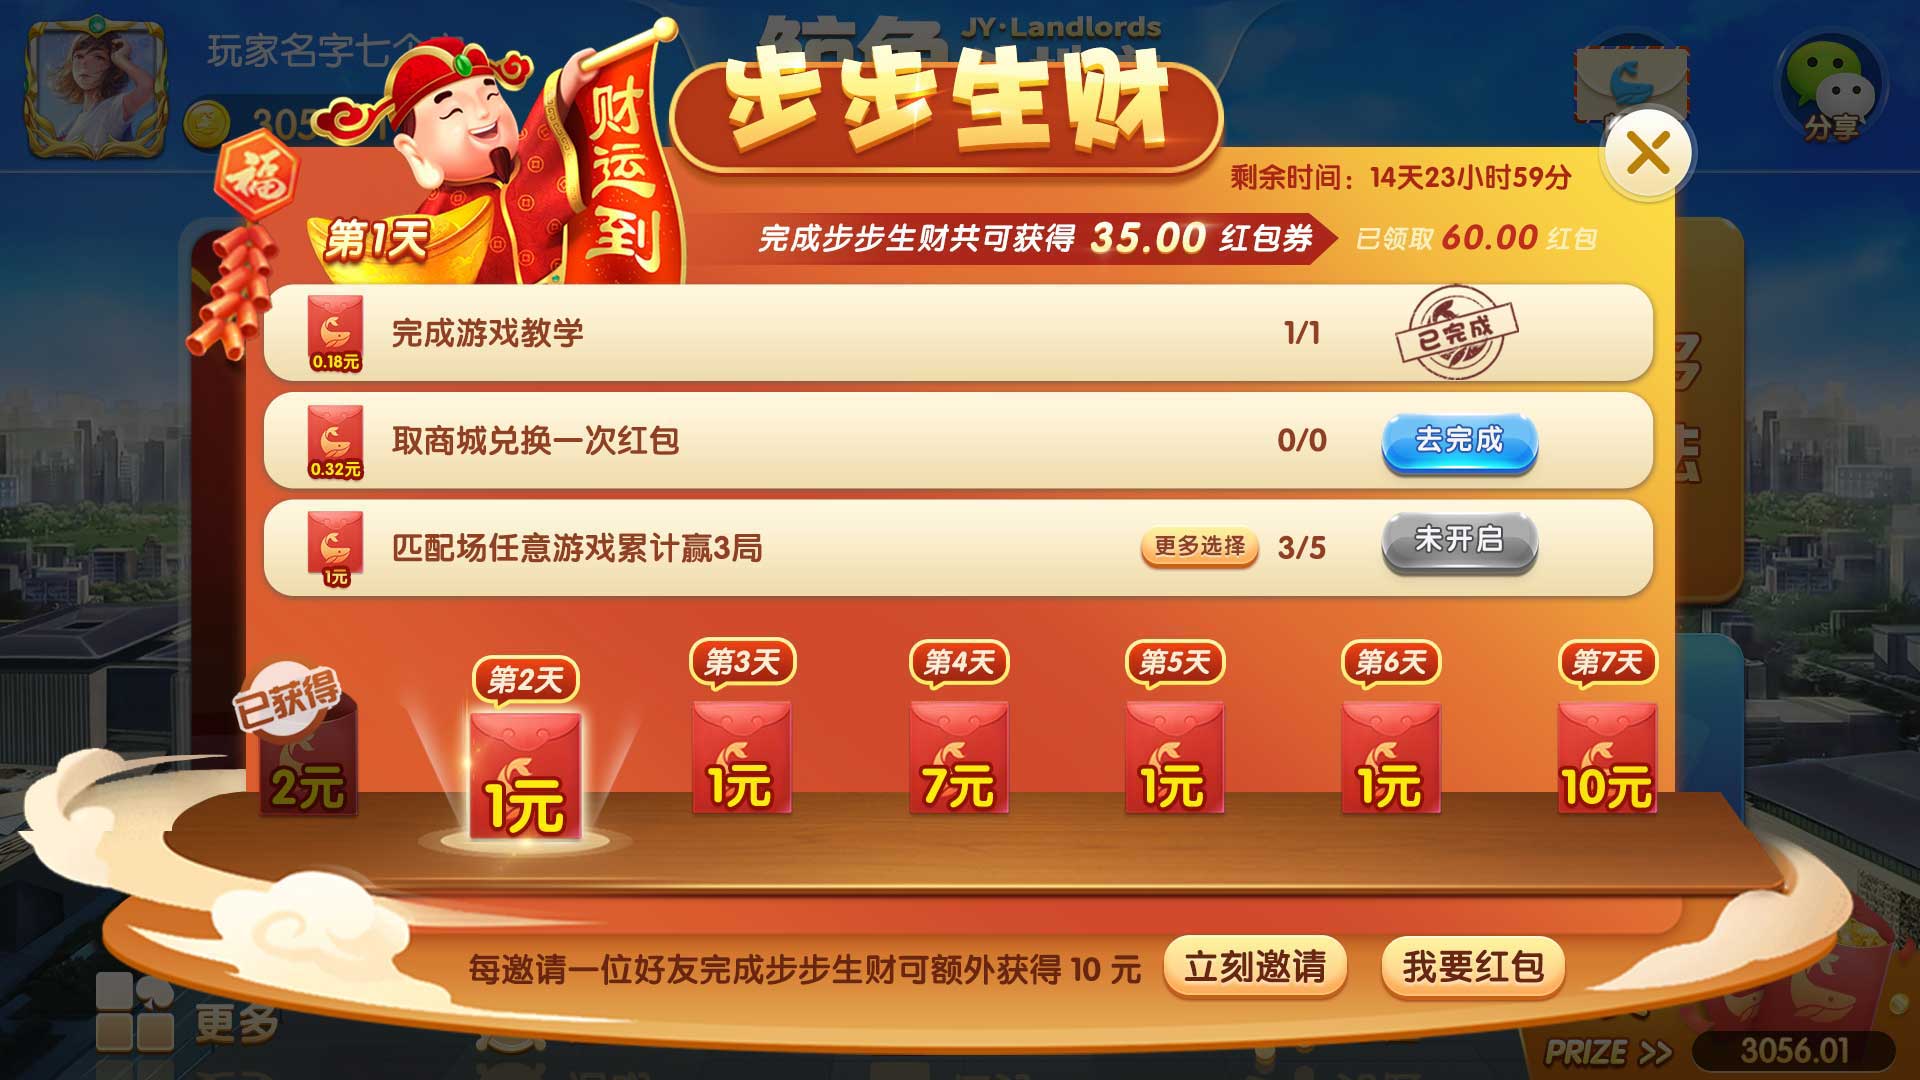 JY·Landlords
玩家名字七个字
步步生财
财运到
福
分享
剩余时间：14天23小时59分
第1天
完成步步生财共可获得 35.00 红包券
已领取 60.00 红包
0.18元
完成游戏教学
1/1
已完成
0.32元
取商城兑换一次红包
0/0
去完成
1元
匹配场任意游戏累计赢3局
更多选择
3/5
未开启
已获得
2元
第2天
1元
第3天
1元
第4天
7元
第5天
1元
第6天
1元
第7天
10元
每邀请一位好友完成步步生财可额外获得 10 元
立刻邀请
我要红包
更多
PRIZE >>
3056.01